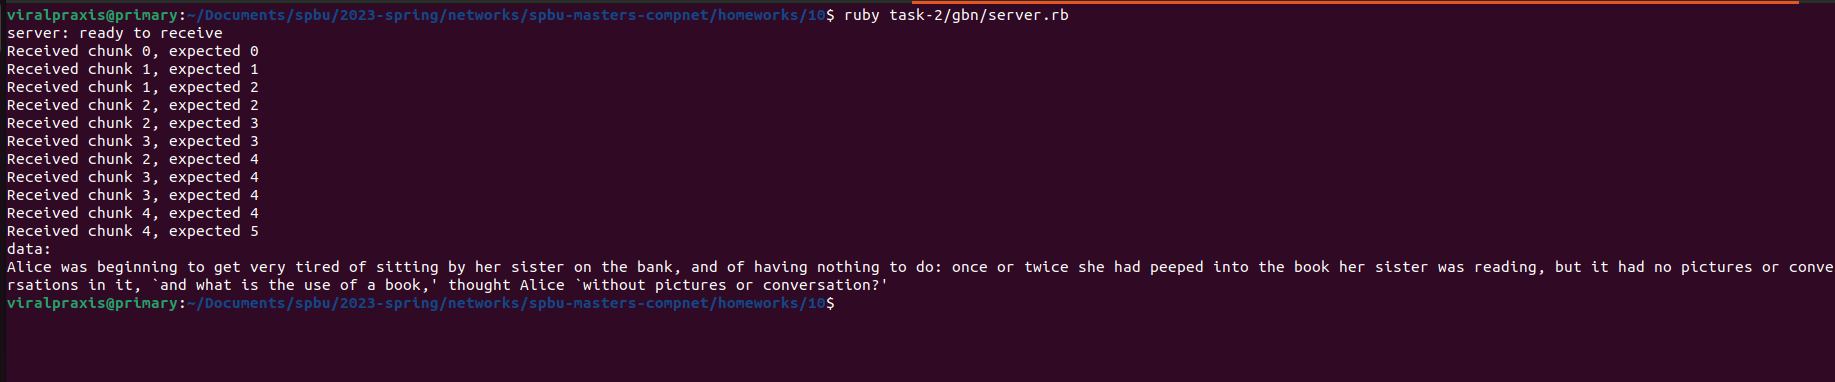 viralpraxis@primary:~/Documents/spbu/2023-spring/networks/spbu-masters-compnet/homeworks/10$ ruby task-2/gbn/server.rb
server: ready to receive
Received chunk 0, expected 0
Received chunk 1, expected 1
Received chunk 1, expected 2
Received chunk 2, expected 2
Received chunk 2, expected 3
Received chunk 3, expected 3
Received chunk 2, expected 4
Received chunk 3, expected 4
Received chunk 3, expected 4
Received chunk 4, expected 4
Received chunk 4, expected 5
data:
Alice was beginning to get very tired of sitting by her sister on the bank, and of having nothing to do: once or twice she had peeped into the book her sister was reading, but it had no pictures or conve
rsations in it, `and what is the use of a book,' thought Alice `without pictures or conversation?'
viralpraxis@primary:~/Documents/spbu/2023-spring/networks/spbu-masters-compnet/homeworks/10$